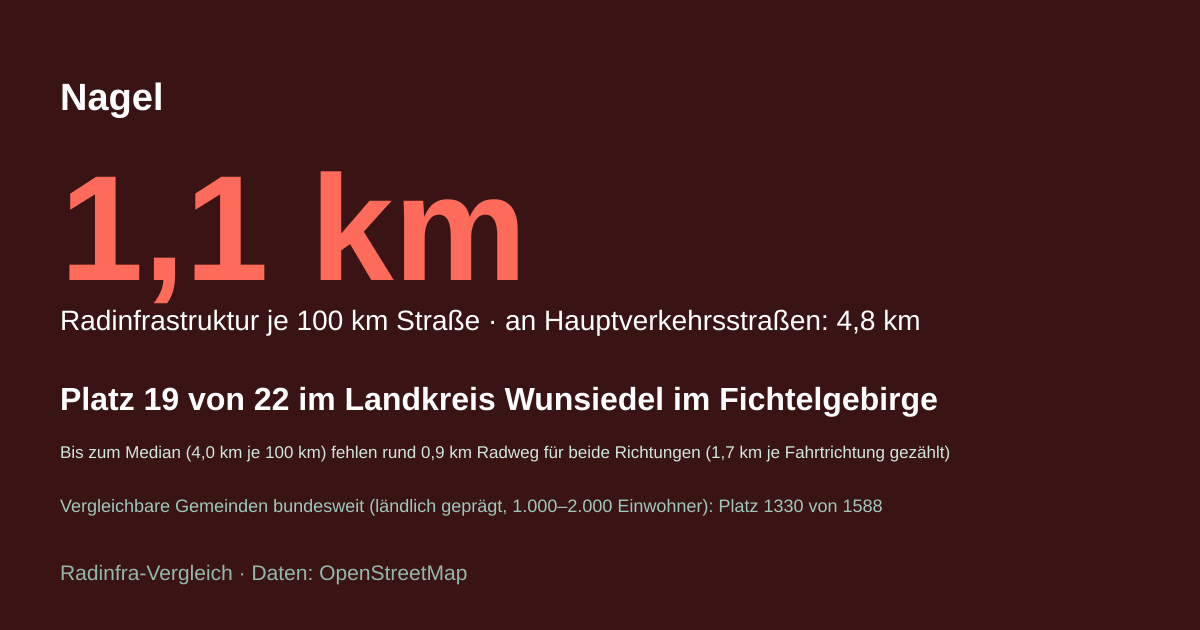 Nagel
1,1 km
Radinfrastruktur je 100 km Straße · an Hauptverkehrsstraßen: 4,8 km
Platz 19 von 22 im Landkreis Wunsiedel im Fichtelgebirge
Bis zum Median (4,0 km je 100 km) fehlen rund 0,9 km Radweg für beide Richtungen (1,7 km je Fahrtrichtung gezählt)
Vergleichbare Gemeinden bundesweit (ländlich geprägt, 1.000–2.000 Einwohner): Platz 1330 von 1588
Radinfra-Vergleich · Daten: OpenStreetMap